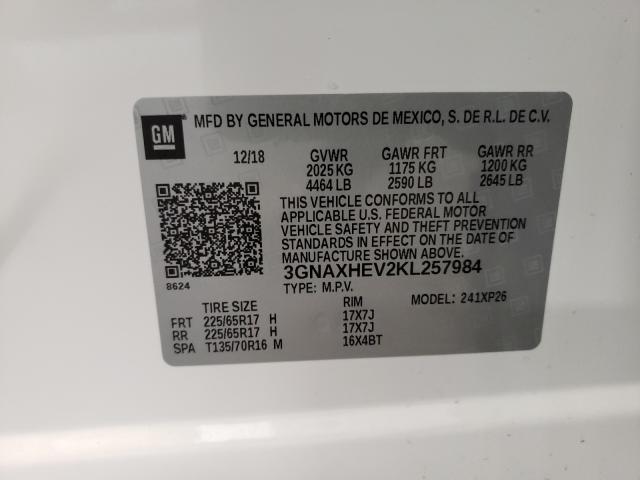 GM
MFD BY GENERAL MOTORS DE MEXICO, S. DE R.L. DE C.V.
12/18 GVWR GAWR FRT GAWR RR
2025 KG 1175 KG 1200 KG
4464 LB 2590 LB 2645 LB
THIS VEHICLE CONFORMS TO ALL
APPLICABLE U.S. FEDERAL MOTOR
VEHICLE SAFETY AND THEFT PREVENTION
STANDARDS IN EFFECT ON THE DATE OF
MANUFACTURE SHOWN ABOVE.
8624
3GNAXHEV2KL257984
TYPE: M.P.V. MODEL: 241XP26
TIRE SIZE RIM
FRT 225/65R17 H 17X7J
RR 225/65R17 H 17X7J
SPA T135/70R16 M 16X4BT